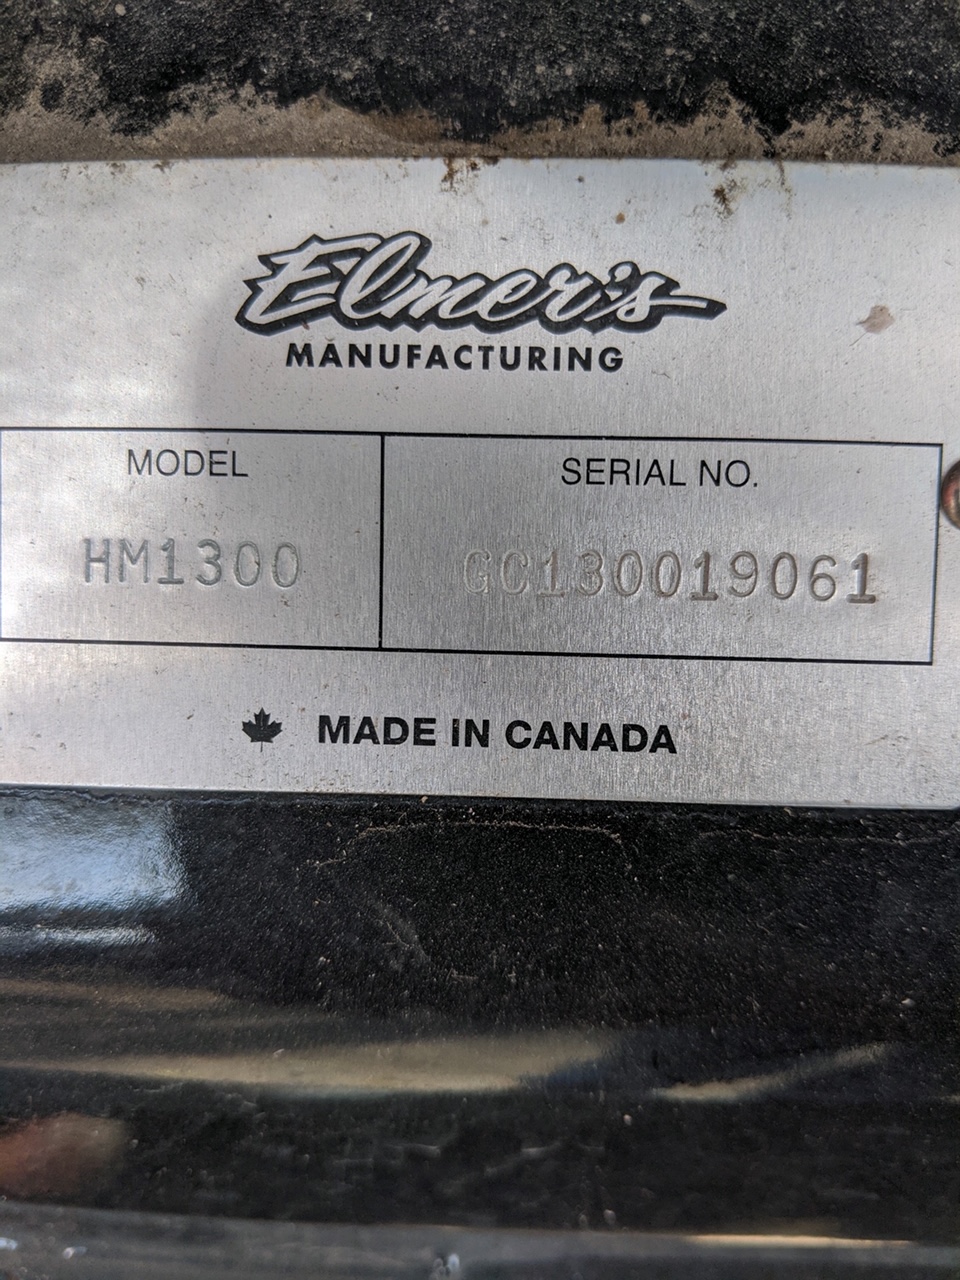 Elmer's
MANUFACTURING
MODEL
SERIAL NO.
HM1300
GC130019061
MADE IN CANADA